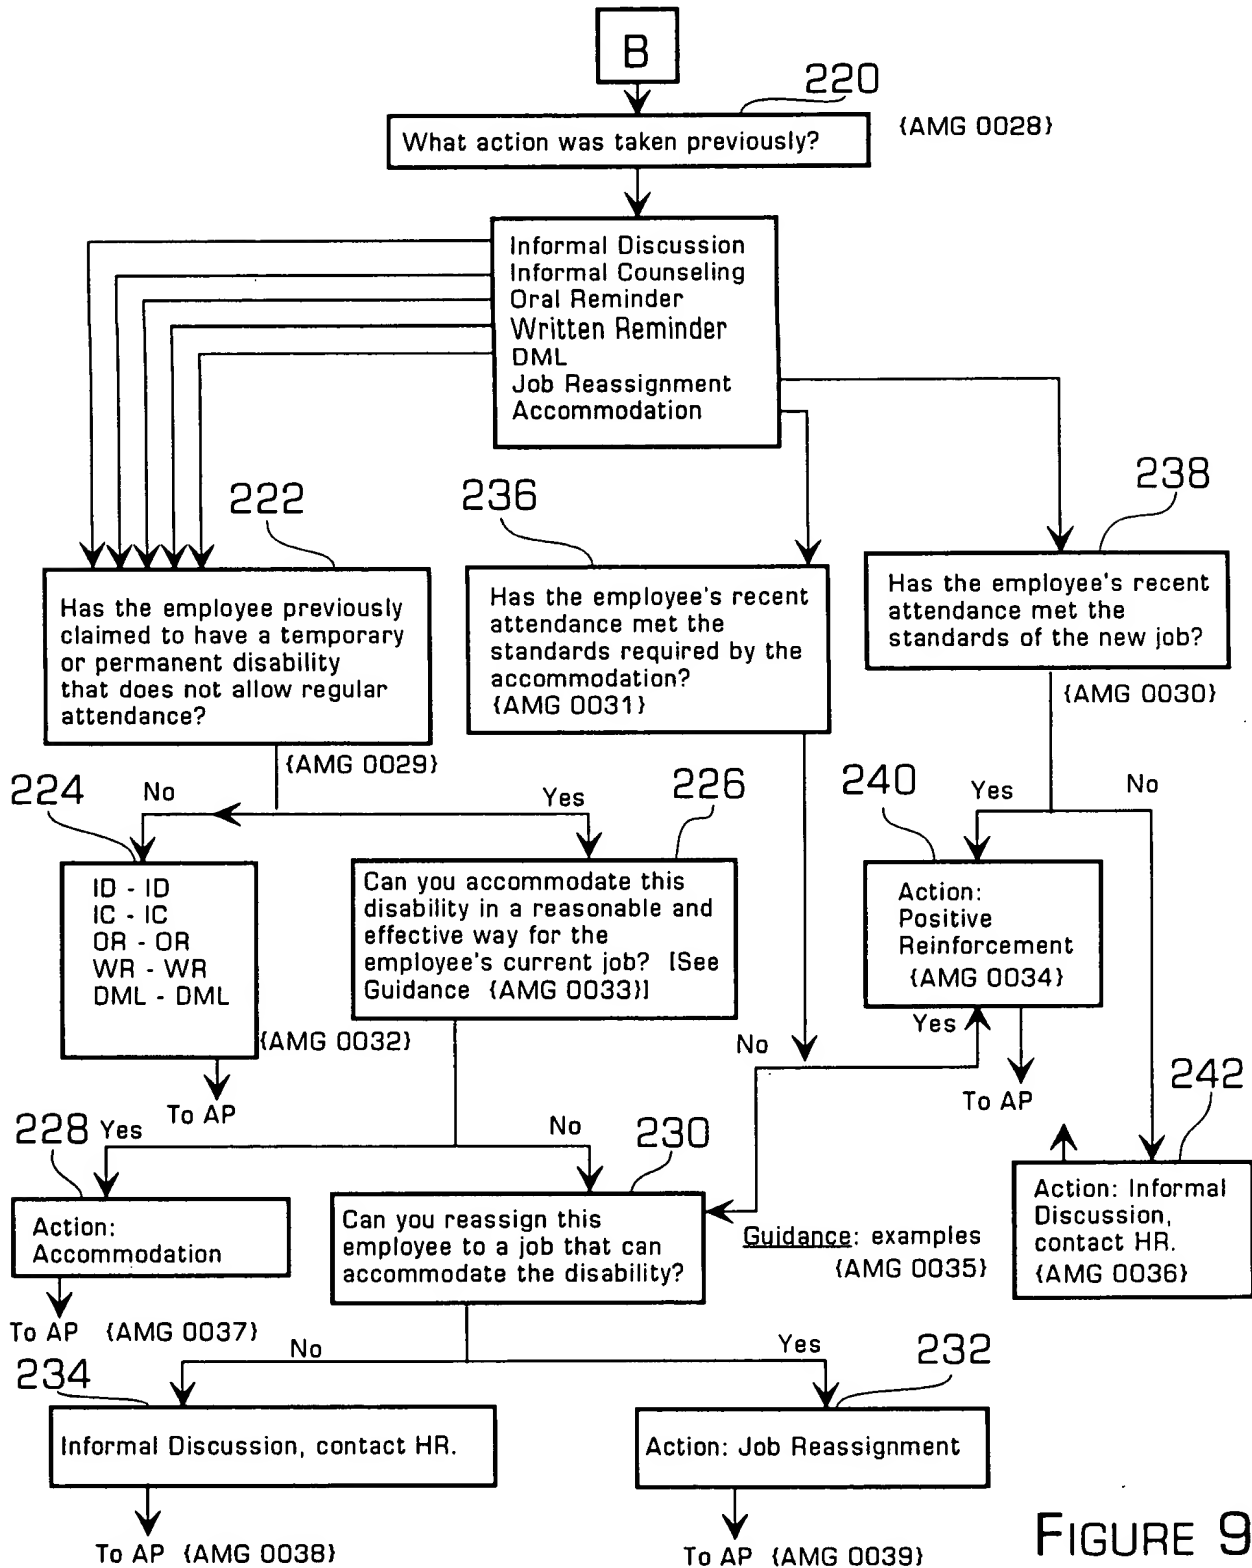 B
220
What action was taken previously?
{AMG 0028}
Informal Discussion
Informal Counseling
Oral Reminder
Written Reminder
DML
Job Reassignment
Accommodation
222
236
238
Has the employee previously
claimed to have a temporary
or permanent disability
that does not allow regular
attendance?
{AMG 0029}
Has the employee's recent
attendance met the
standards required by the
accommodation?
{AMG 0031}
Has the employee's recent
attendance met the
standards of the new job?
{AMG 0030}
224
No
Yes
226
240
Yes
No
ID - ID
IC - IC
OR - OR
WR - WR
DML - DML
{AMG 0032}
To AP
Can you accommodate this
disability in a reasonable and
effective way for the
employee's current job? [See
Guidance {AMG 0033}]
Action:
Positive
Reinforcement
{AMG 0034}
Yes
No
To AP
242
228
Yes
No
230
Action:
Accommodation
To AP {AMG 0037}
Can you reassign this
employee to a job that can
accommodate the disability?
Guidance: examples
{AMG 0035}
Action: Informal
Discussion,
contact HR.
{AMG 0036}
234
No
Yes
232
Informal Discussion, contact HR.
Action: Job Reassignment
To AP {AMG 0038}
To AP {AMG 0039}
FIGURE 9